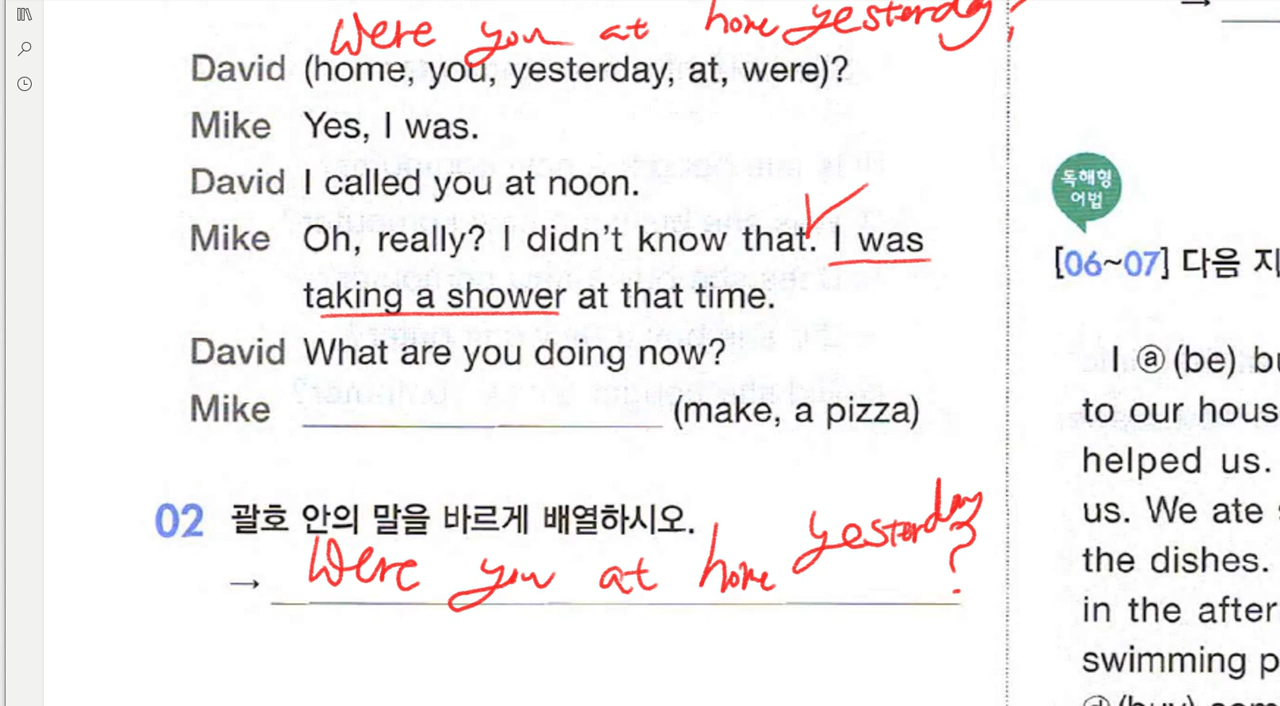 Were you at home yesterday?
David (home, you, yesterday, at, were)?
Mike Yes, I was.
David I called you at noon.
Mike Oh, really? I didn't know that. I was
taking a shower at that time.
David What are you doing now?
Mike (make, a pizza)
02 괄호 안의 말을 바르게 배열하시오.
→ Were you at home yesterday?
→
독해형
어법
[06~07] 다음 지
I ⓐ (be) bu
to our hous
helped us.
us. We ate
the dishes.
in the after
swimming p
ⓓ (buy) som